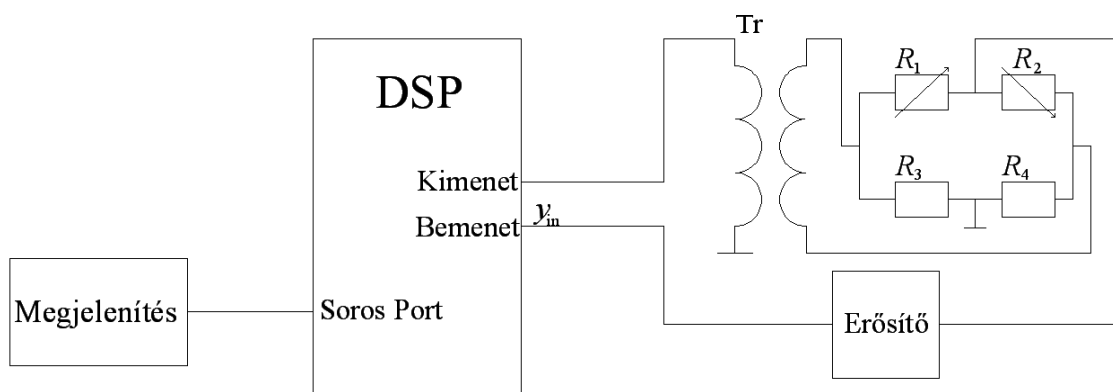 Tr
R1
R2
DSP
Kimenet
R3
R4
Bemenet
yin
Megjelenítés
Soros Port
Erősítő